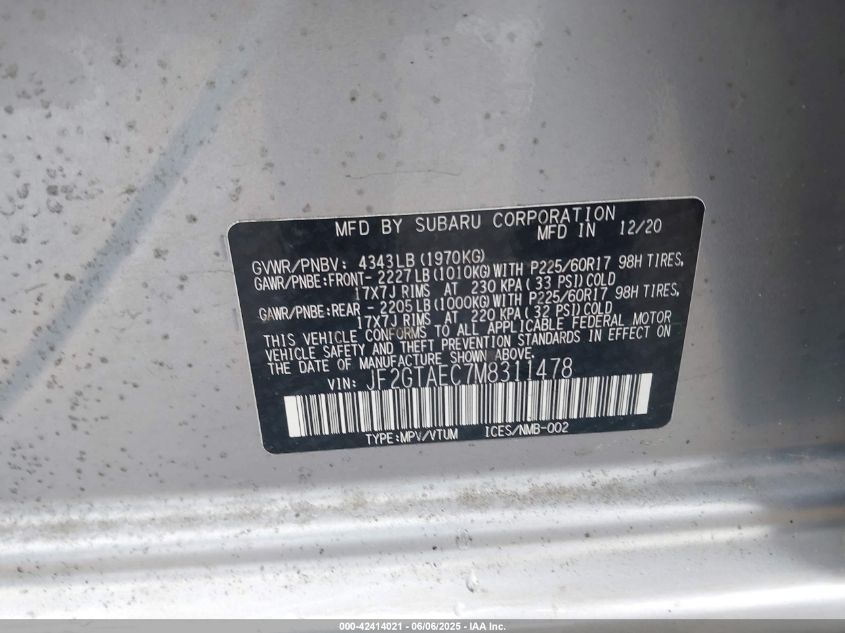 MFD BY SUBARU CORPORATION
MFD IN 12/20
GVWR/PNBV: 4343LB(1970KG)
GAWR/PNBE:FRONT- 2227LB(1010KG)WITH P225/60R17 98H TIRES,
17X7J RIMS AT 230 KPA(33 PSI)COLD
GAWR/PNBE:REAR - 2205LB(1000KG)WITH P225/60R17 98H TIRES,
17X7J RIMS AT 220 KPA(32 PSI)COLD
THIS VEHICLE CONFORMS TO ALL APPLICABLE FEDERAL MOTOR
VEHICLE SAFETY AND THEFT PREVENTION STANDARDS IN EFFECT ON
THE DATE OF MANUFACTURE SHOWN ABOVE.
VIN: JF2GTAEC7M8311478
TYPE:MPV/VTUM ICES/NMB-002
000-42414021 - 06/06/2025 - IAA Inc.